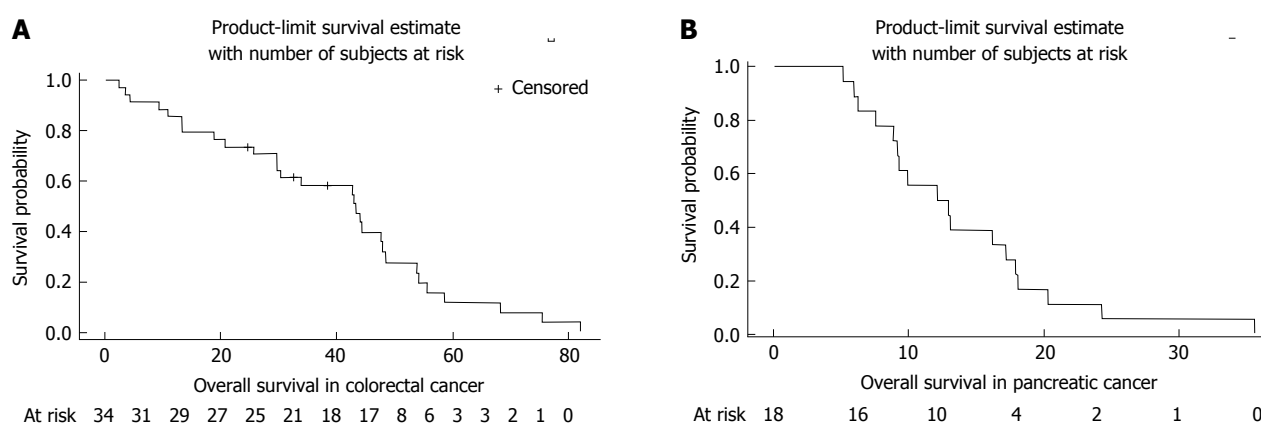 A
Product-limit survival estimate
with number of subjects at risk
+ Censored
1.0
0.8
0.6
0.4
0.2
0.0
Survival probability
0 20 40 60 80
Overall survival in colorectal cancer
At risk 34 31 29 27 25 21 18 17 8 6 3 3 2 1 0
B
Product-limit survival estimate
with number of subjects at risk
1.0
0.8
0.6
0.4
0.2
0.0
Survival probability
0 10 20 30
Overall survival in pancreatic cancer
At risk 18 16 10 4 2 1 0